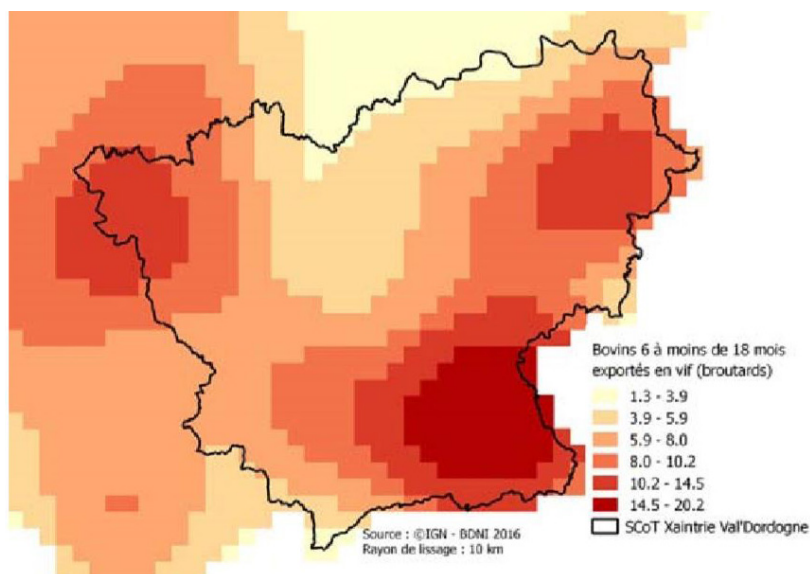 Bovins 6 à moins de 18 mois
exportés en vif (broutards)
1.3 - 3.9
3.9 - 5.9
5.9 - 8.0
8.0 - 10.2
10.2 - 14.5
14.5 - 20.2
SCoT Xaintrie Val'Dordogne
Source : ©IGN - BDNI 2016
Rayon de lissage : 10 km